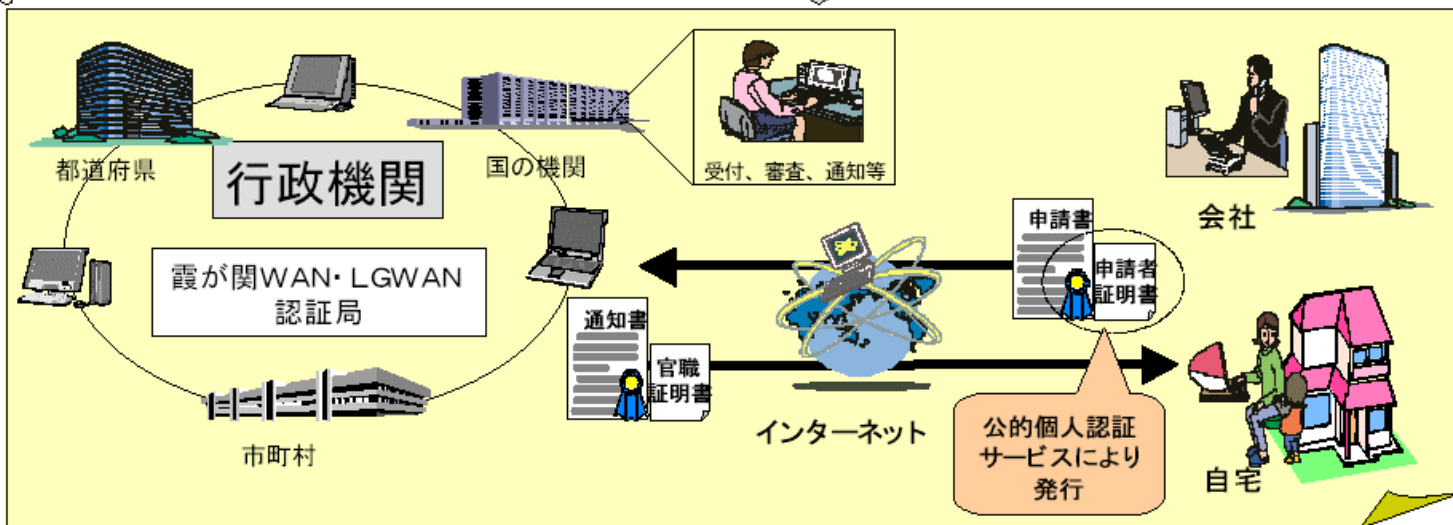 都道府県
行政機関
国の機関
受付、審査、通知等
会社
霞が関WAN・LGWAN
認証局
申請書
申請者
証明書
通知書
官職
証明書
市町村
インターネット
公的個人認証
サービスにより
発行
自宅